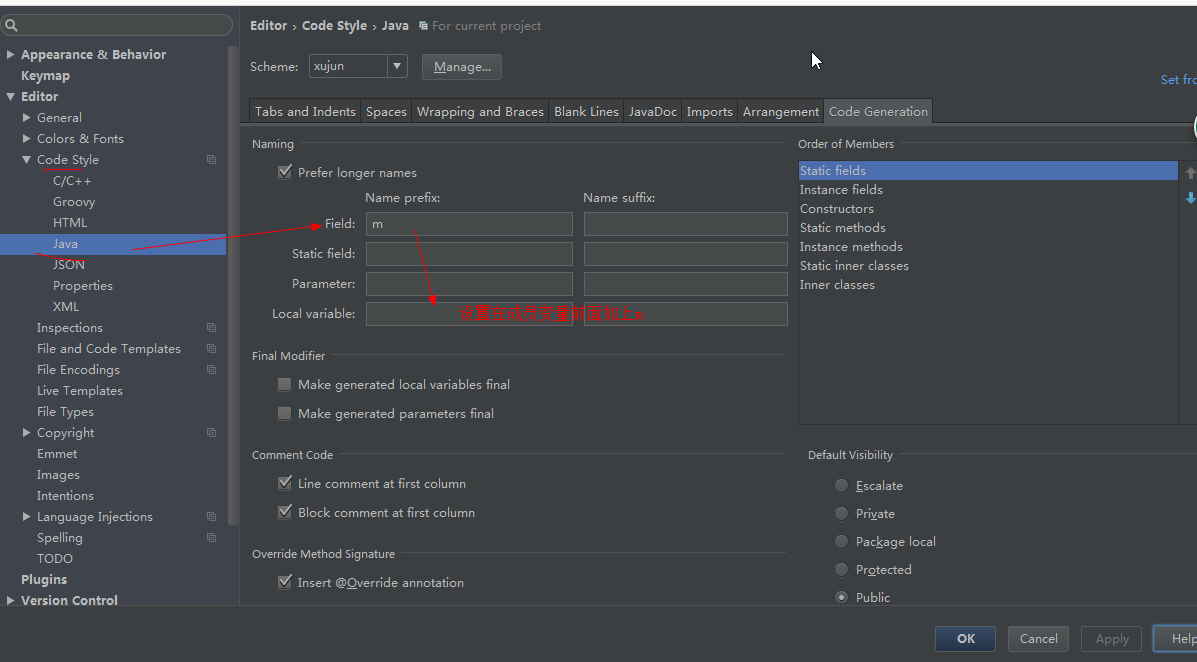 Editor › Code Style › Java For current project
Appearance & Behavior
Keymap
Editor
General
Colors & Fonts
Code Style
C/C++
Groovy
HTML
Java
JSON
Properties
XML
Inspections
File and Code Templates
File Encodings
Live Templates
File Types
Copyright
Emmet
Images
Intentions
Language Injections
Spelling
TODO
Plugins
Version Control
Scheme: xujun Manage...
Set fro
Tabs and Indents Spaces Wrapping and Braces Blank Lines JavaDoc Imports Arrangement Code Generation
Naming
Prefer longer names
Name prefix: Name suffix:
Field: m
Static field:
Parameter:
Local variable:
Final Modifier
Make generated local variables final
Make generated parameters final
Comment Code
Line comment at first column
Block comment at first column
Override Method Signature
Insert @Override annotation
Order of Members
Static fields
Instance fields
Constructors
Static methods
Instance methods
Static inner classes
Inner classes
Default Visibility
Escalate
Private
Package local
Protected
Public
OK Cancel Apply Help